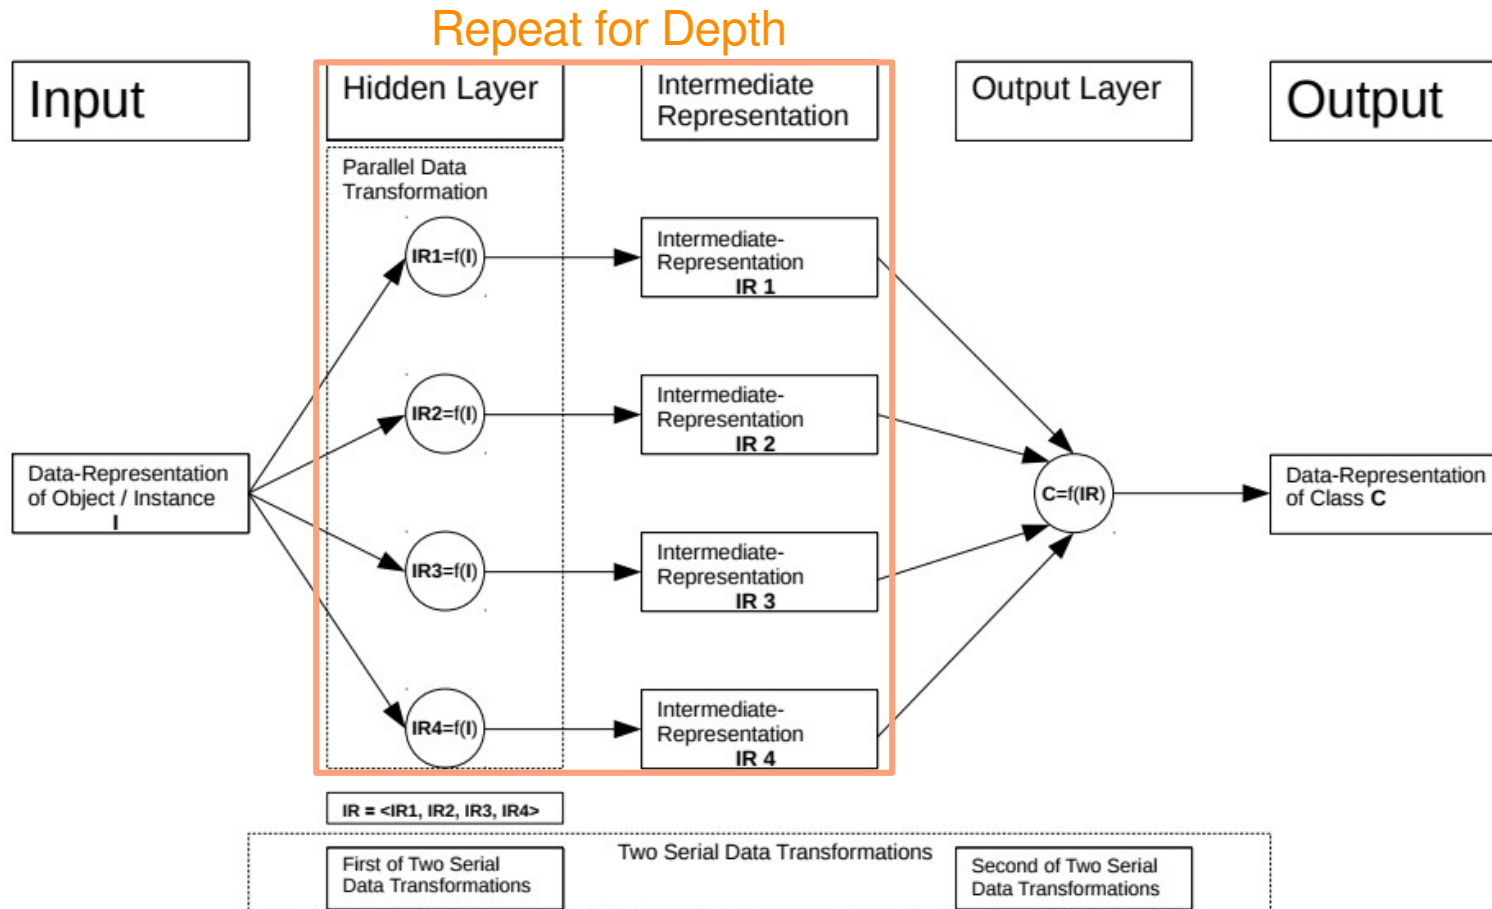 Repeat for Depth
Input
Hidden Layer
Intermediate
Representation
Output Layer
Output
Parallel Data
Transformation
IR1=f(I)
Intermediate-
Representation
IR 1
IR2=f(I)
Intermediate-
Representation
IR 2
Data-Representation
of Object / Instance
I
C=f(IR)
Data-Representation
of Class C
IR3=f(I)
Intermediate-
Representation
IR 3
IR4=f(I)
Intermediate-
Representation
IR 4
IR = <IR1, IR2, IR3, IR4>
Two Serial Data Transformations
First of Two Serial
Data Transformations
Second of Two Serial
Data Transformations